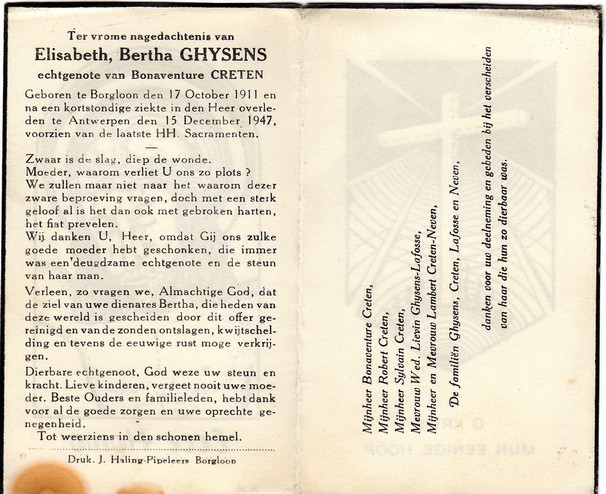 Ter vrome nagedachtenis van
Elisabeth, Bertha GHYSENS
echtgenote van Bonaventure CRETEN
Geboren te Borgloon den 17 October 1911 en
na een kortstondige ziekte in den Heer overle-
den te Antwerpen den 15 December 1947,
voorzien van de laatste HH. Sacramenten.
Zwaar is de slag, diep de wonde.
Moeder, waarom verliet U ons zo plots ?
We zullen maar niet naar het waarom dezer
zware beproeving vragen, doch met een sterk
geloof al is het dan ook met gebroken harten,
het fiat prevelen.
Wij danken U, Heer, omdat Gij ons zulke
goede moeder hebt geschonken, die immer
was een'deugdzame echtgenote en de steun
van haar man.
Verleen, zo vragen we, Almachtige God, dat
de ziel van uwe dienares Bertha, die heden van
deze wereld is gescheiden door dit offer ge-
reinigd en van de zonden ontslagen, kwijtschel-
ding en tevens de eeuwige rust moge verkrij-
gen.
Dierbare echtgenoot, God weze uw steun en
kracht. Lieve kinderen, vergeet nooit uwe moe-
der. Beste Ouders en familieleden, hebt dank
voor al de goede zorgen en uwe oprechte ge-
negenheid.
Tot weerziens in den schonen hemel.
Druk. J. Haling-Pipeleers Borgloon
Mijnheer Bonaventure Creten,
Mijnheer Robert Creten,
Mijnheer Sylvain Creten,
Mevrouw Wed. Lievin Ghysens-Lafosse,
Mijnheer en Mevrouw Lambert Creten-Neven,
De familiën Ghysens, Creten, Lafosse en Neven,
danken voor uw deelneming en gebeden bij het verscheiden
van haar die hun zo dierbaar was.
O KRUIS
MIJN EENIGE HOOP